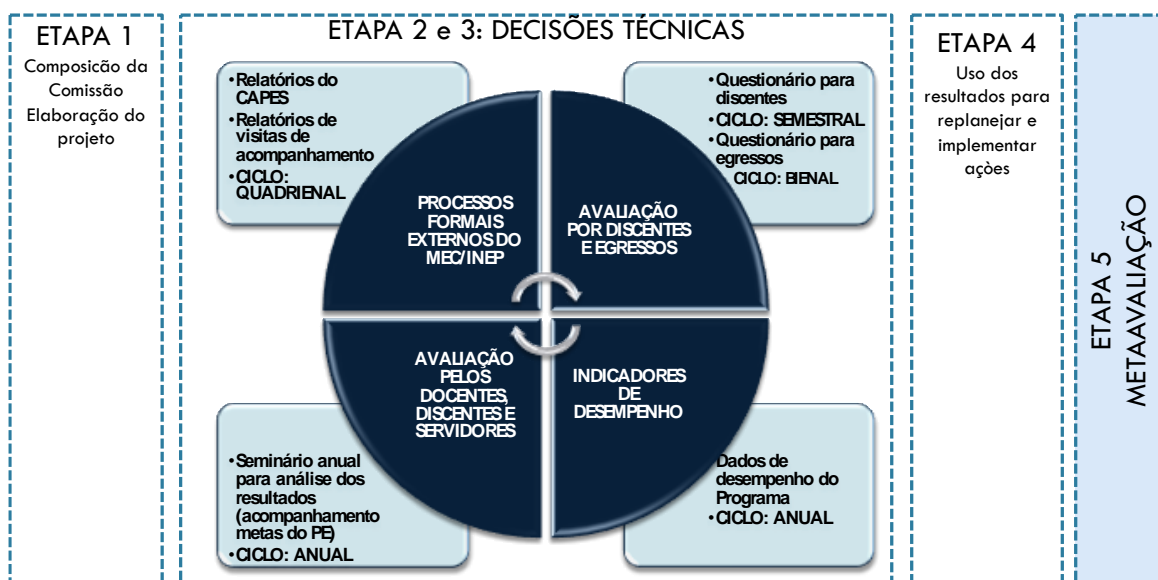 ETAPA 1
Composicão da
Comissão
Elaboração do
projeto
ETAPA 2 e 3: DECISÕES TÉCNICAS
•Relatórios do
CAPES
•Relatórios de
visitas de
acompanhamento
•CICLO:
QUADRIENAL
•Questionário para
discentes
•CICLO: SEMESTRAL
•Questionário para
egressos
CICLO: BIENAL
PROCESSOS
FORMAIS
EXTERNOS DO
MEC/INEP
AVALIAÇÃO
POR DISCENTES
E EGRESSOS
AVALIAÇÃO
PELOS
DOCENTES,
DISCENTES E
SERVIDORES
INDICADORES
DE
DESEMPENHO
•Seminário anual
para análise dos
resultados
(acompanhamento
metas do PE)
•CICLO: ANUAL
Dados de
desempenho do
Programa
•CICLO: ANUAL
ETAPA 4
Uso dos
resultados para
replanejar e
implementar
açòes
ETAPA 5
METAAVALIAÇÃO